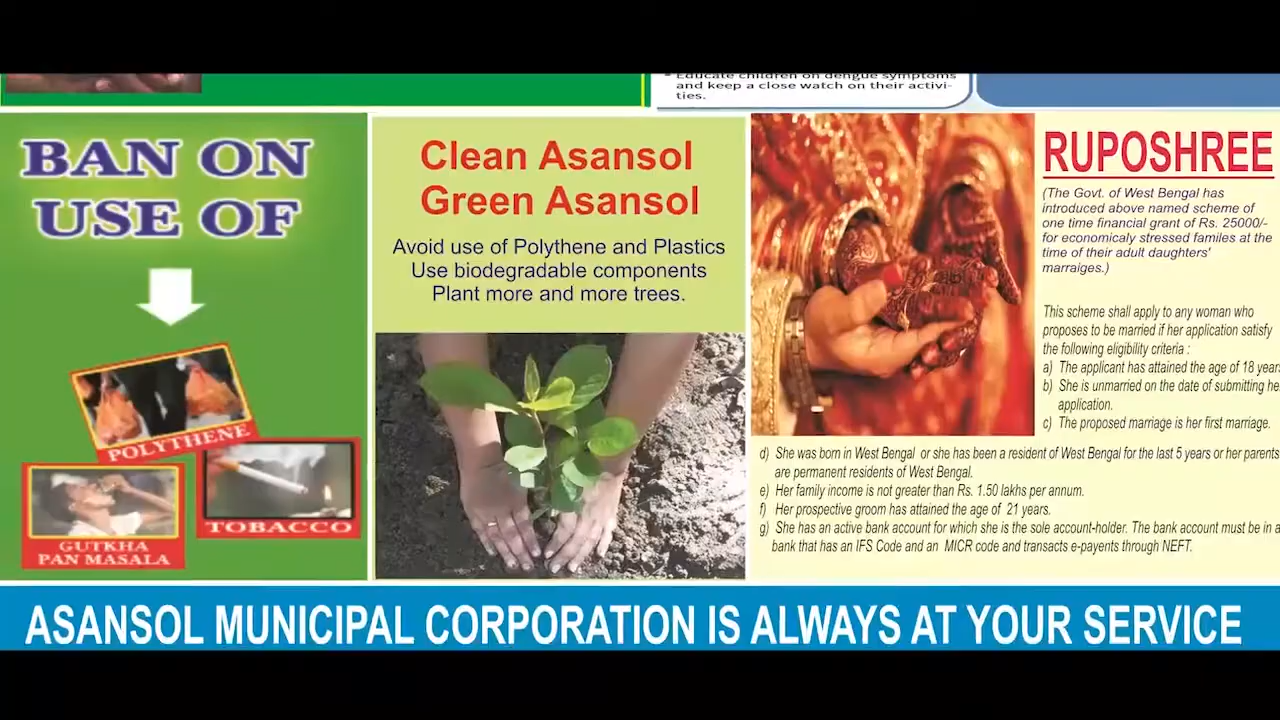 Educate children on dengue symptoms
and keep a close watch on their activi-
ties.
BAN ON
USE OF
POLYTHENE
TOBACCO
GUTKHA
PAN MASALA
Clean Asansol
Green Asansol
Avoid use of Polythene and Plastics
Use biodegradable components
Plant more and more trees.
RUPOSHREE
(The Govt. of West Bengal has
introduced above named scheme of
one time financial grant of Rs. 25000/-
for economicaly stressed familes at the
time of their adult daughters'
marraiges.)
This scheme shall apply to any woman who
proposes to be married if her application satisfy
the following eligibility criteria :
a) The applicant has attained the age of 18 years
b) She is unmarried on the date of submitting he
application.
c) The proposed marriage is her first marriage.
d) She was born in West Bengal or she has been a resident of West Bengal for the last 5 years or her parents
are permanent residents of West Bengal.
e) Her family income is not greater than Rs. 1.50 lakhs per annum.
f) Her prospective groom has attained the age of 21 years.
g) She has an active bank account for which she is the sole account-holder. The bank account must be in a
bank that has an IFS Code and an MICR code and transacts e-payents through NEFT.
ASANSOL MUNICIPAL CORPORATION IS ALWAYS AT YOUR SERVICE